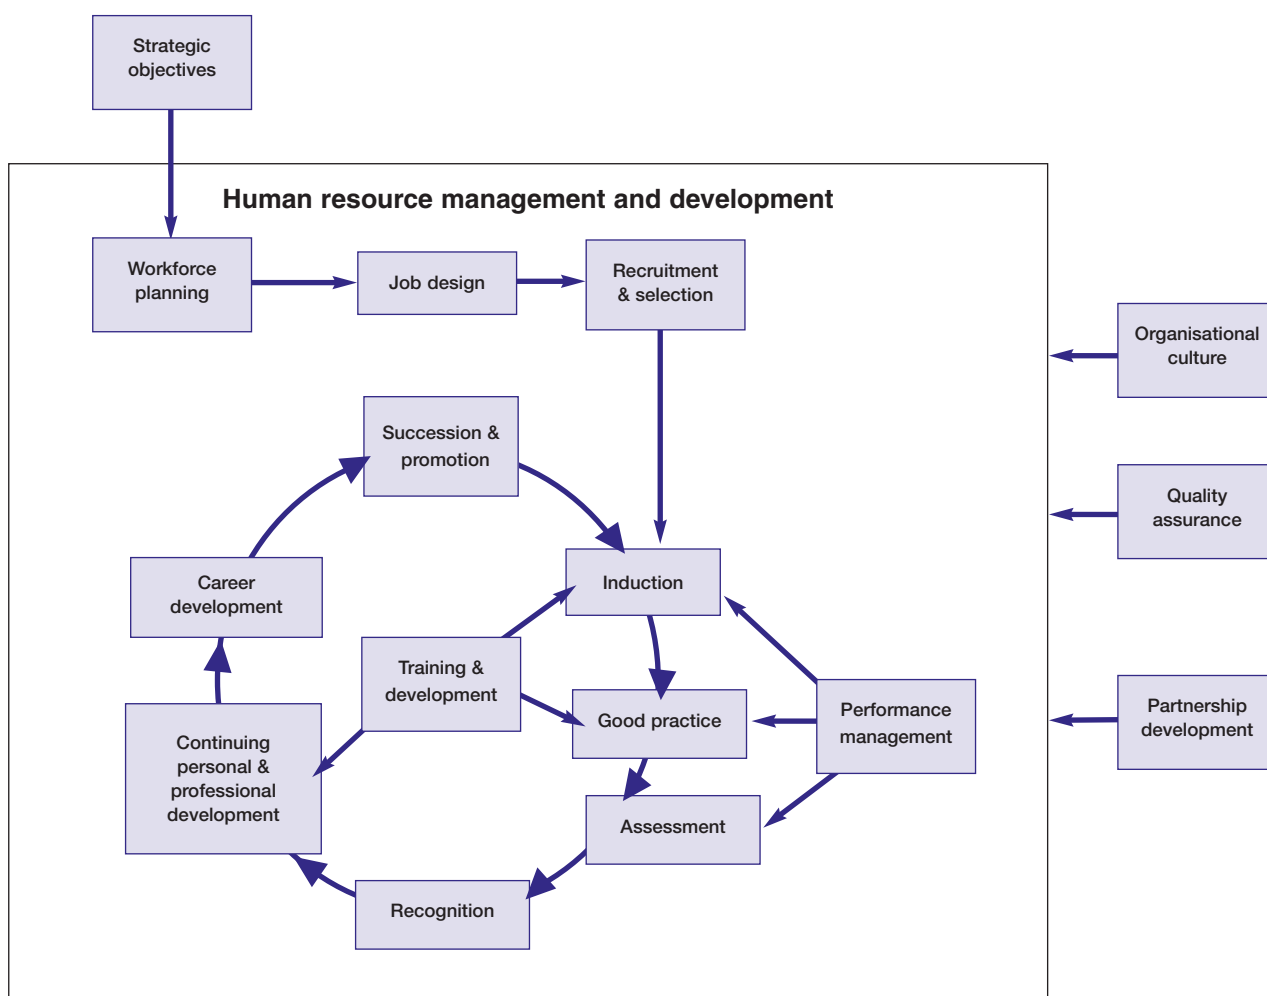 Strategic
objectives
Human resource management and development
Workforce
planning
Job design
Recruitment
& selection
Organisational
culture
Succession &
promotion
Quality
assurance
Career
development
Induction
Training &
development
Good practice
Performance
management
Partnership
development
Continuing
personal &
professional
development
Assessment
Recognition